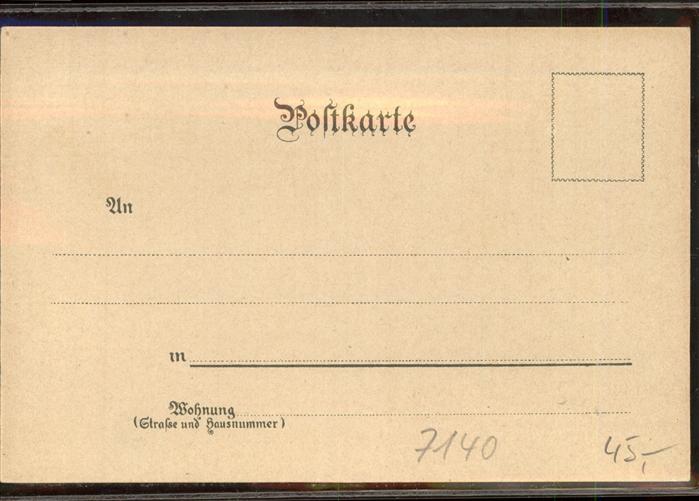 Postkarte
An
in
Wohnung
(Straße und Hausnummer)
7140
45,-